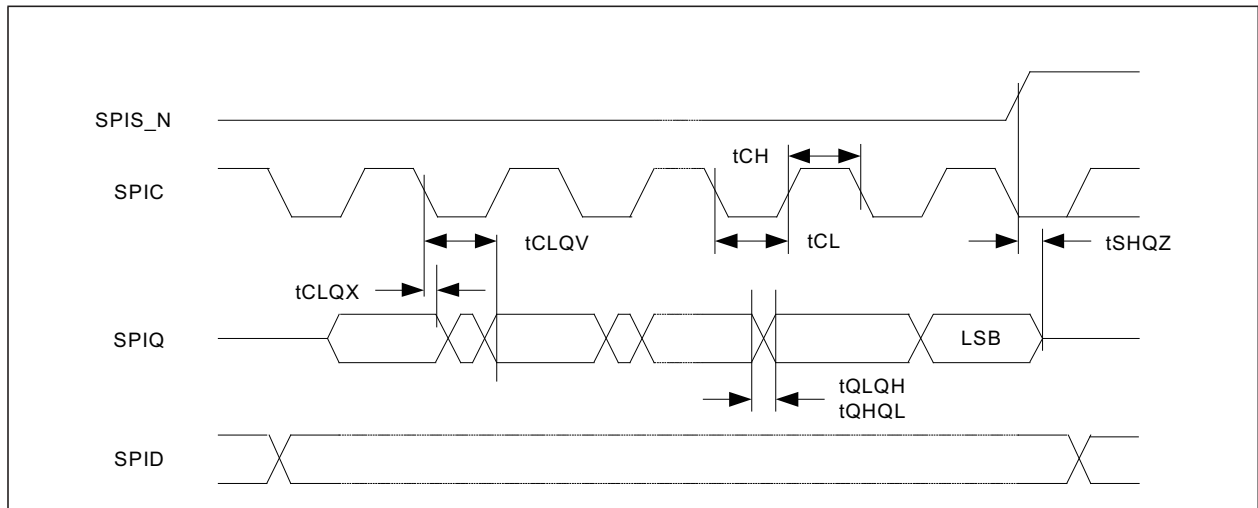 SPIS_N
tCH
SPIC
tCLQV
tCL
tSHQZ
tCLQX
SPIQ
LSB
tQLQH
tQHQL
SPID